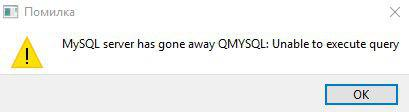 Помилка
MySQL server has gone away QMYSQL: Unable to execute query
OK